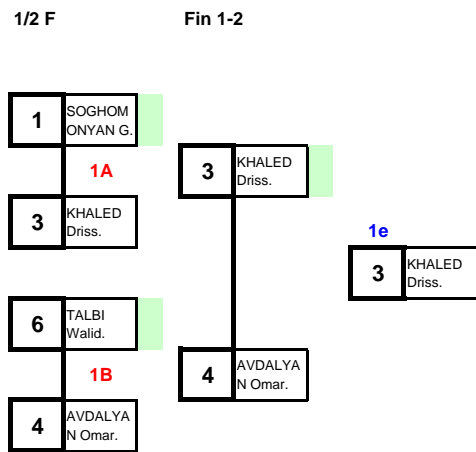 1/2 F
Fin 1-2
1
SOGHOM
ONYAN G.
1A
3
KHALED
Driss.
6
TALBI
Walid.
1B
4
AVDALYA
N Omar.
3
KHALED
Driss.
4
AVDALYA
N Omar.
1e
3
KHALED
Driss.